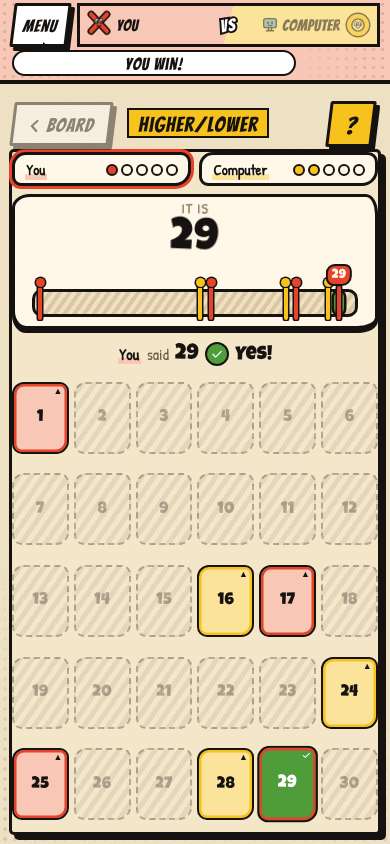 MENU
YOU
VS
COMPUTER
YOU WIN!
< BOARD
HIGHER/LOWER
?
You
Computer
IT IS
29
29
You said 29 ✓ Yes!
1 2 3 4 5 6
7 8 9 10 11 12
13 14 15 16 17 18
19 20 21 22 23 24
25 26 27 28 29 30